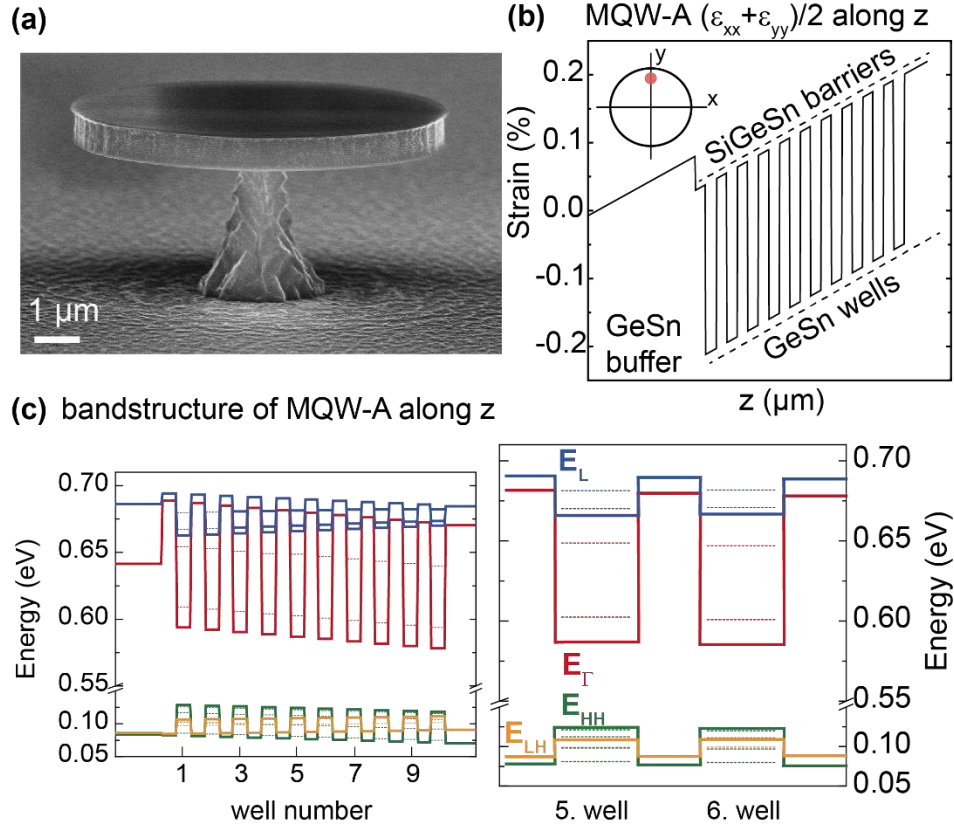 (a)
1 µm
(b) MQW-A (εxx+εyy)/2 along z
Strain (%)
0.2
0.1
0.0
-0.1
-0.2
y
x
SiGeSn barriers
GeSn wells
GeSn
buffer
z (µm)
(c) bandstructure of MQW-A along z
Energy (eV)
0.70
0.65
0.60
0.55
0.10
0.05
1 3 5 7 9
well number
EL
EΓ
EHH
ELH
5. well 6. well
0.70
0.65
0.60
0.55
0.10
0.05
Energy (eV)